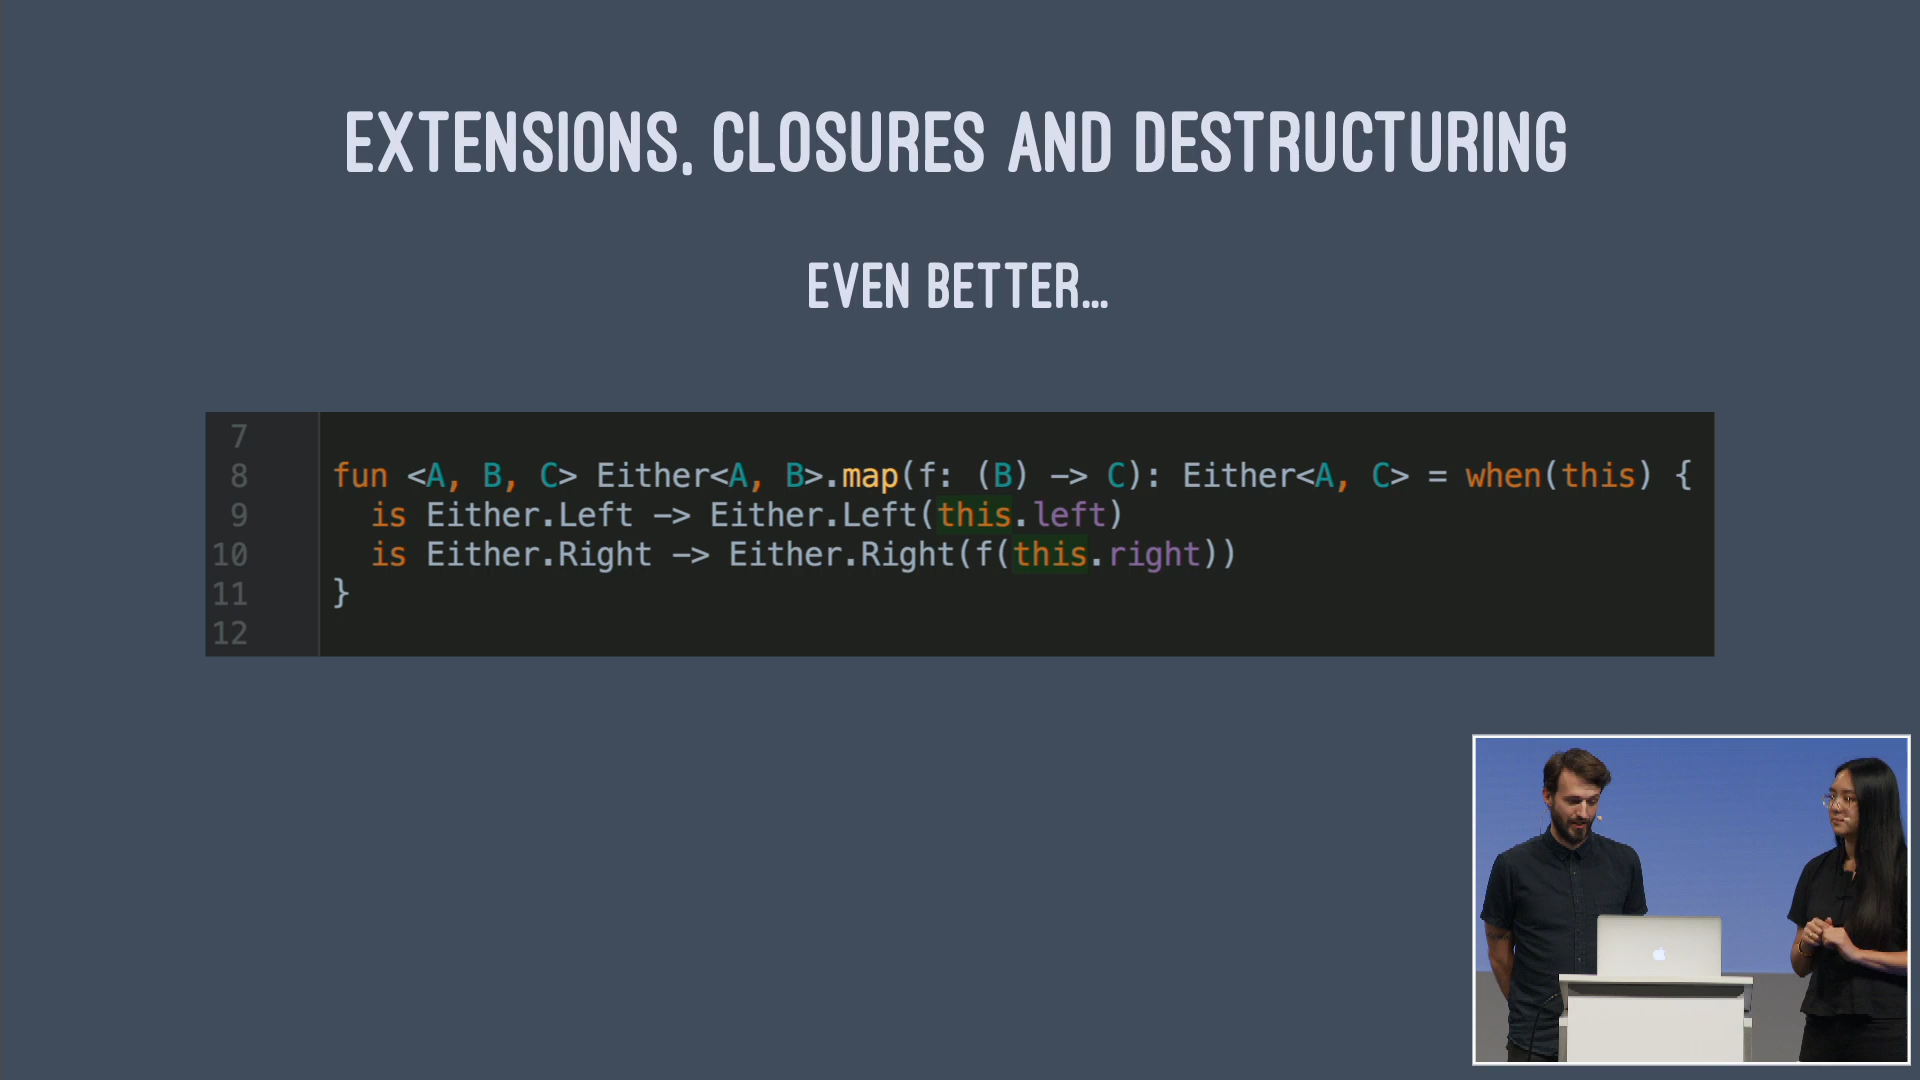 EXTENSIONS, CLOSURES AND DESTRUCTURING
EVEN BETTER...
7
8 fun <A, B, C> Either<A, B>.map(f: (B) -> C): Either<A, C> = when(this) {
9 is Either.Left -> Either.Left(this.left)
10 is Either.Right -> Either.Right(f(this.right))
11 }
12